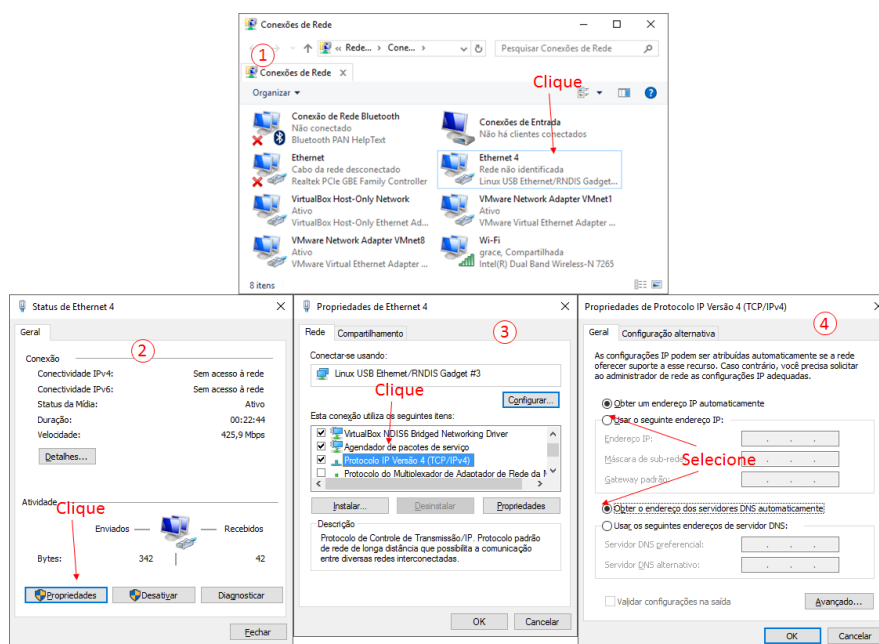 Conexões de Rede
« Rede... › Cone... ›
Pesquisar Conexões de Rede
1
Conexões de Rede X
Clique
Organizar
Conexão de Rede Bluetooth
Não conectado
Bluetooth PAN HelpText
Conexões de Entrada
Não há clientes conectados
Ethernet
Cabo da rede desconectado
Realtek PCIe GBE Family Controller
Ethernet 4
Rede não identificada
Linux USB Ethernet/RNDIS Gadget...
VirtualBox Host-Only Network
Ativo
VirtualBox Host-Only Ethernet Ad...
VMware Network Adapter VMnet1
Ativo
VMware Virtual Ethernet Adapter ...
VMware Network Adapter VMnet8
Ativo
VMware Virtual Ethernet Adapter ...
Wi-Fi
grace, Compartilhada
Intel(R) Dual Band Wireless-N 7265
8 itens
Status de Ethernet 4
Geral
2
Conexão
Conectividade IPv4: Sem acesso à rede
Conectividade IPv6: Sem acesso à rede
Status da Mídia: Ativo
Duração: 00:22:44
Velocidade: 425,9 Mbps
Detalhes...
Atividade
Clique
Enviados — — Recebidos
Bytes: 342 42
Propriedades Desativar Diagnosticar
Fechar
Propriedades de Ethernet 4
Rede Compartilhamento
3
Conectar-se usando:
Linux USB Ethernet/RNDIS Gadget #3
Clique
Configurar...
Esta conexão utiliza os seguintes itens:
VirtualBox NDIS6 Bridged Networking Driver
Agendador de pacotes de serviço
Protocolo IP Versão 4 (TCP/IPv4)
Protocolo do Multiplexador de Adaptador de Rede da
Instalar... Desinstalar Propriedades
Descrição
Protocolo de Controle de Transmissão/IP. Protocolo padrão
de rede de longa distância que possibilita a comunicação
entre diversas redes interconectadas.
OK Cancelar
Propriedades de Protocolo IP Versão 4 (TCP/IPv4)
4
Geral Configuração alternativa
As configurações IP podem ser atribuídas automaticamente se a rede
oferecer suporte a esse recurso. Caso contrário, você precisa solicitar
ao administrador de rede as configurações IP adequadas.
Obter um endereço IP automaticamente
Usar o seguinte endereço IP:
Endereço IP:
Máscara de sub-rede:
Selecione
Gateway padrão:
Obter o endereço dos servidores DNS automaticamente
Usar os seguintes endereços de servidor DNS:
Servidor DNS preferencial:
Servidor DNS alternativo:
Validar configurações na saída
Avançado...
OK Cancelar